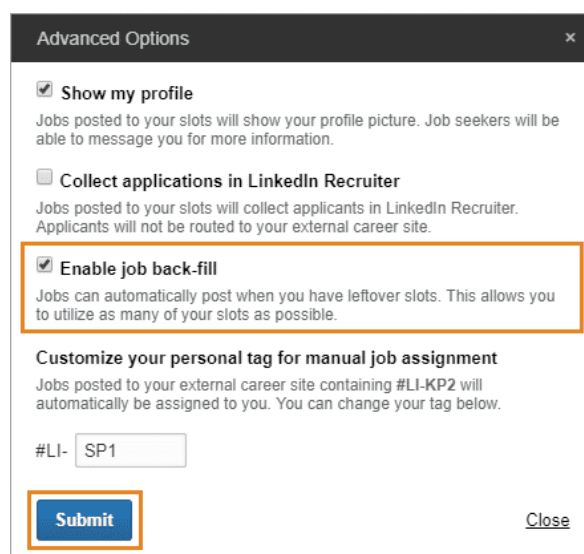 Advanced Options ×
Show my profile
Jobs posted to your slots will show your profile picture. Job seekers will be
able to message you for more information.
Collect applications in LinkedIn Recruiter
Jobs posted to your slots will collect applicants in LinkedIn Recruiter.
Applicants will not be routed to your external career site.
Enable job back-fill
Jobs can automatically post when you have leftover slots. This allows you
to utilize as many of your slots as possible.
Customize your personal tag for manual job assignment
Jobs posted to your external career site containing #LI-KP2 will
automatically be assigned to you. You can change your tag below.
#LI- SP1
Submit Close